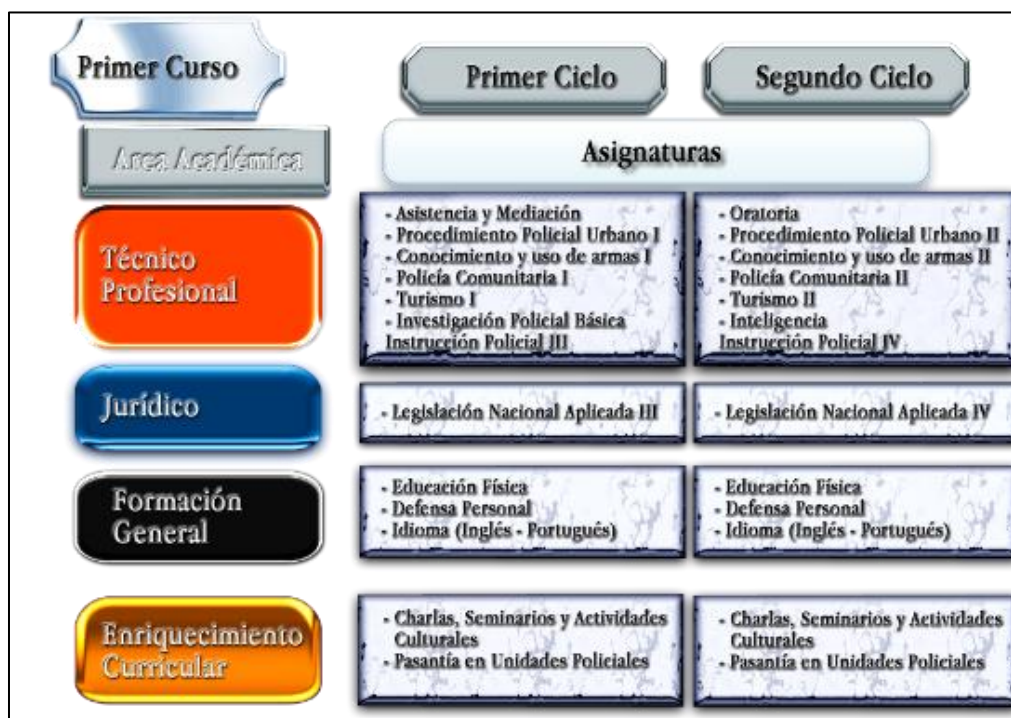 Primer Curso
Primer Ciclo
Segundo Ciclo
Area Académica
Asignaturas
Técnico
Profesional
- Asistencia y Mediación
- Procedimiento Policial Urbano I
- Conocimiento y uso de armas I
- Policía Comunitaria I
- Turismo I
- Investigación Policial Básica
Instrucción Policial III
- Oratoria
- Procedimiento Policial Urbano II
- Conocimiento y uso de armas II
- Policía Comunitaria II
- Turismo II
- Inteligencia
Instrucción Policial IV
Jurídico
- Legislación Nacional Aplicada III
- Legislación Nacional Aplicada IV
Formación
General
- Educación Física
- Defensa Personal
- Idioma (Inglés - Portugués)
- Educación Física
- Defensa Personal
- Idioma (Inglés - Portugués)
Enriquecimiento
Curricular
- Charlas, Seminarios y Actividades
Culturales
- Pasantía en Unidades Policiales
- Charlas, Seminarios y Actividades
Culturales
- Pasantía en Unidades Policiales